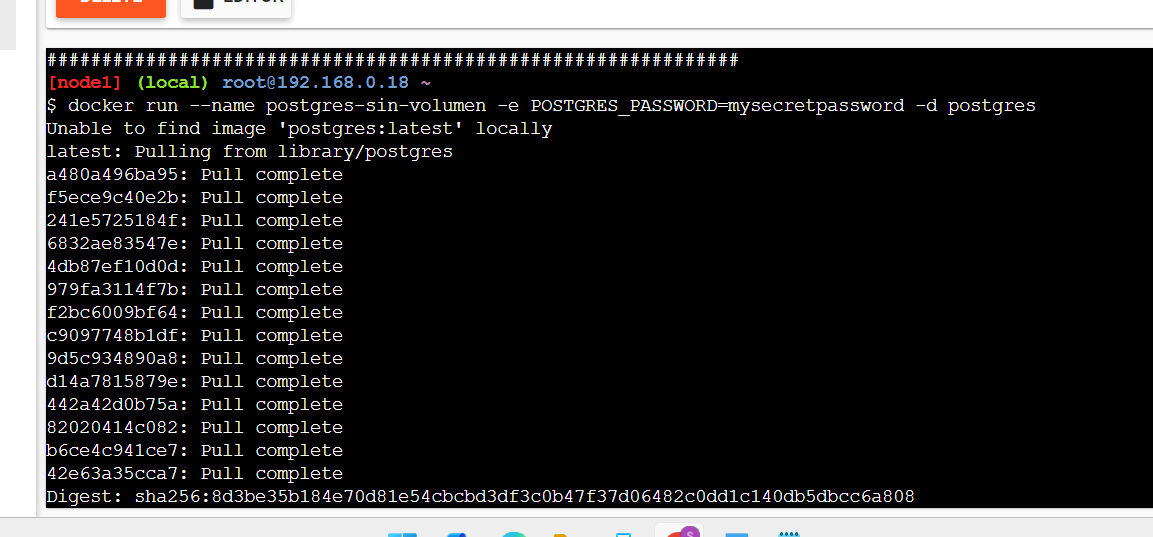 DELETE
EDITOR
###############################################################
[node1] (local) root@192.168.0.18 ~
$ docker run --name postgres-sin-volumen -e POSTGRES_PASSWORD=mysecretpassword -d postgres
Unable to find image 'postgres:latest' locally
latest: Pulling from library/postgres
a480a496ba95: Pull complete
f5ece9c40e2b: Pull complete
241e5725184f: Pull complete
6832ae83547e: Pull complete
4db87ef10d0d: Pull complete
979fa3114f7b: Pull complete
f2bc6009bf64: Pull complete
c9097748b1df: Pull complete
9d5c934890a8: Pull complete
d14a7815879e: Pull complete
442a42d0b75a: Pull complete
82020414c082: Pull complete
b6ce4c941ce7: Pull complete
42e63a35cca7: Pull complete
Digest: sha256:8d3be35b184e70d81e54cbcbd3df3c0b47f37d06482c0dd1c140db5dbcc6a808
S